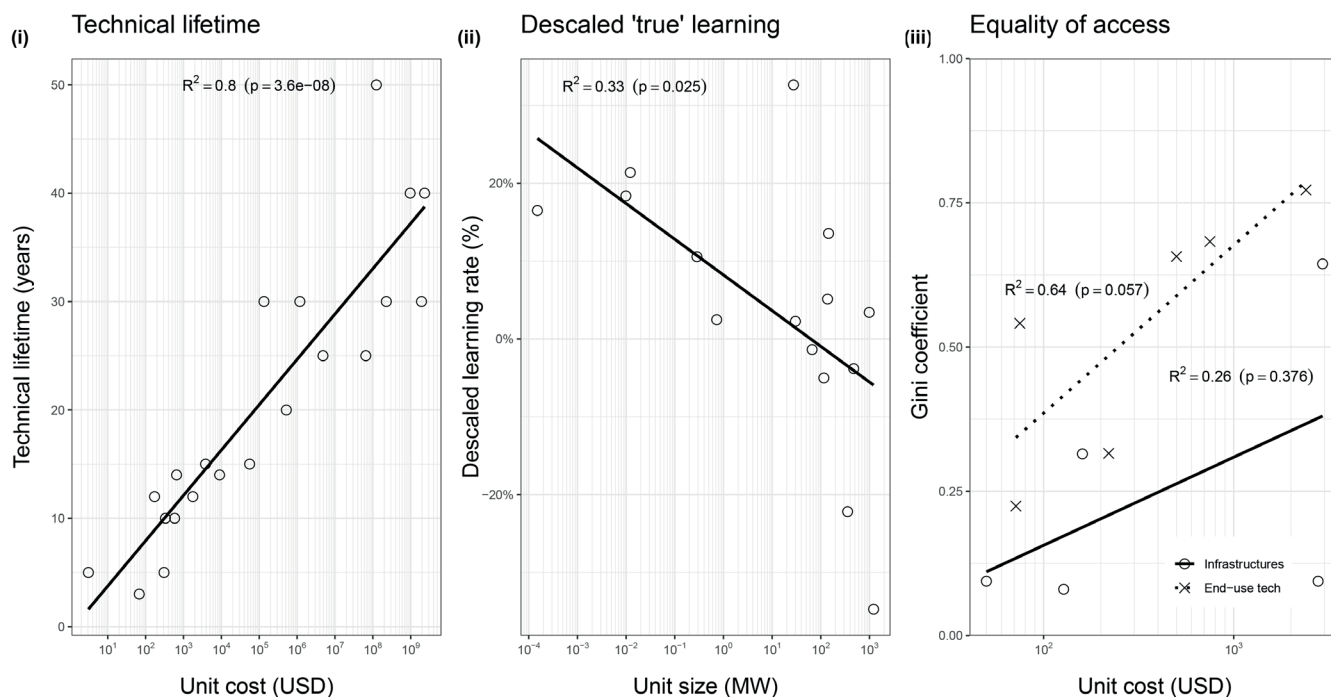 (i) Technical lifetime
R² = 0.8 (p = 3.6e−08)
Technical lifetime (years)
50
40
30
20
10
0
10¹ 10² 10³ 10⁴ 10⁵ 10⁶ 10⁷ 10⁸ 10⁹
Unit cost (USD)
(ii) Descaled 'true' learning
R² = 0.33 (p = 0.025)
Descaled learning rate (%)
20%
0%
−20%
10⁻⁴ 10⁻³ 10⁻² 10⁻¹ 10⁰ 10¹ 10² 10³
Unit size (MW)
(iii) Equality of access
Gini coefficient
1.00
0.75
0.50
0.25
0.00
R² = 0.64 (p = 0.057)
R² = 0.26 (p = 0.376)
Infrastructures
End−use tech
10² 10³
Unit cost (USD)